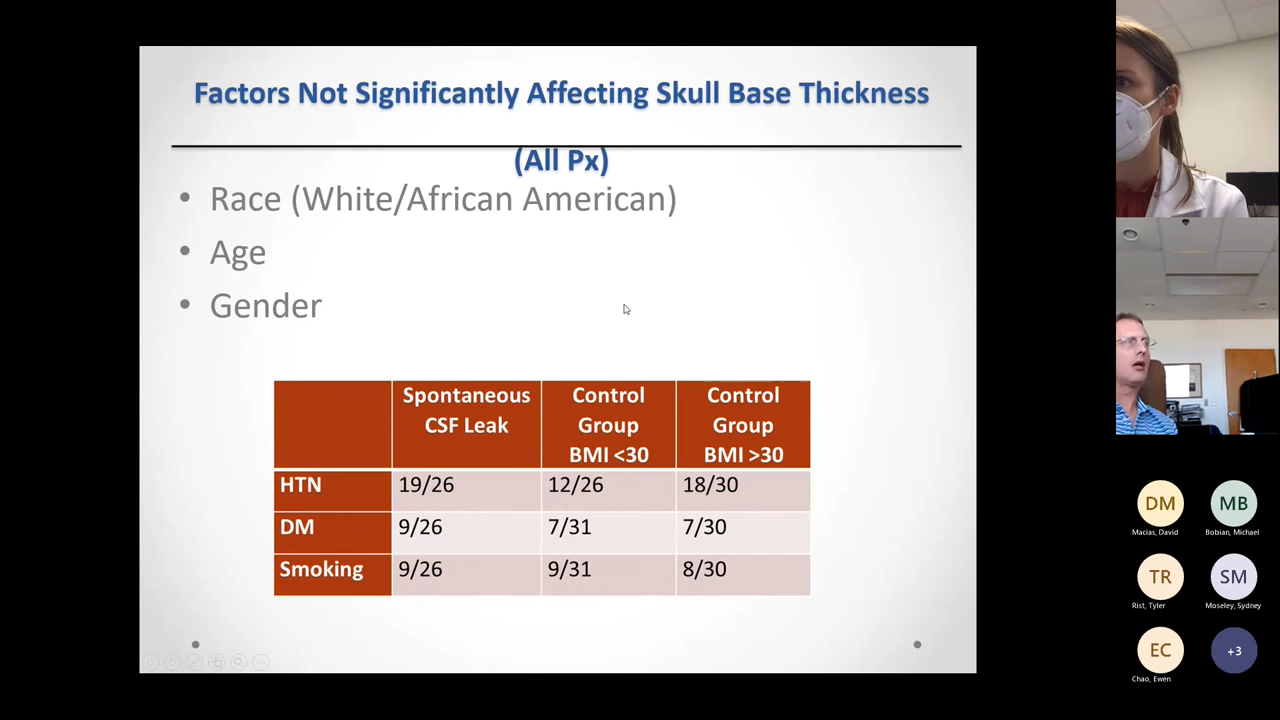 Factors Not Significantly Affecting Skull Base Thickness
(All Px)
• Race (White/African American)
• Age
• Gender
Spontaneous CSF Leak
Control Group BMI <30
Control Group BMI >30
HTN 19/26 12/26 18/30
DM 9/26 7/31 7/30
Smoking 9/26 9/31 8/30
DM MB
Macias, David Bobian, Michael
TR SM
Rist, Tyler Moseley, Sydney
EC +3
Chao, Ewen